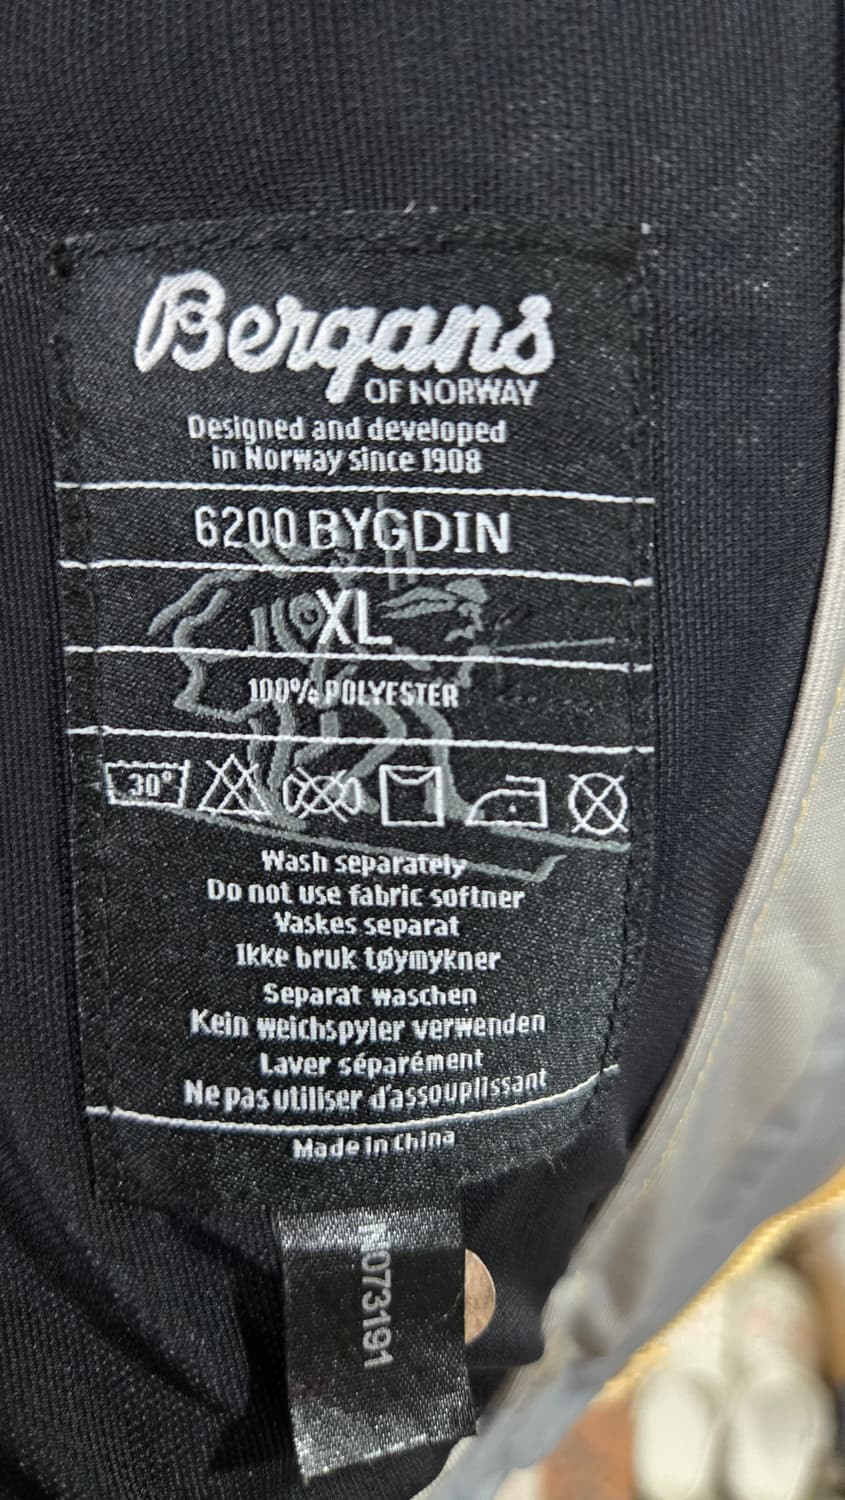 Bergans
OF NORWAY
Designed and developed
in Norway since 1908
6200 BYGDIN
XL
100% POLYESTER
30°
Wash separately
Do not use fabric softner
Vaskes separat
Ikke bruk tøymykner
Separat waschen
Kein weichspyler verwenden
Laver séparément
Ne pas utiliser d'assouplissant
Made in China
N073191